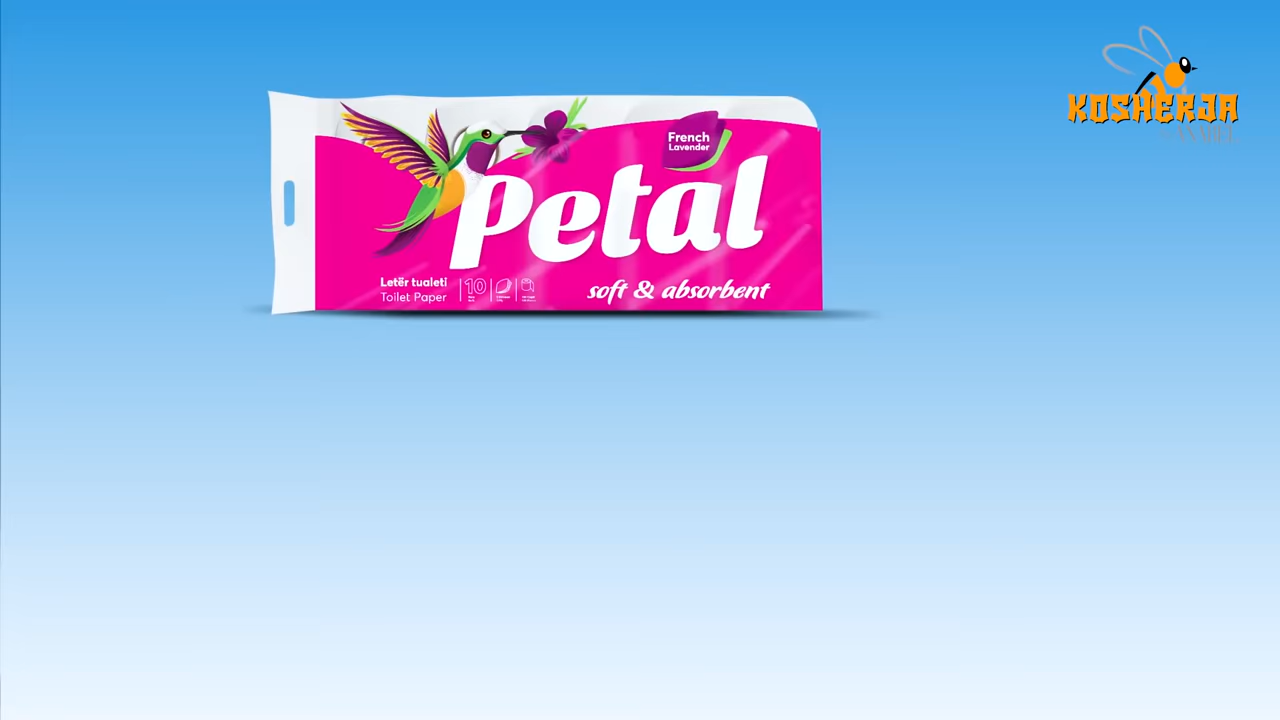 KOSHERJA
French
Lavender
Petal
Letër tualeti
Toilet Paper
10
soft & absorbent